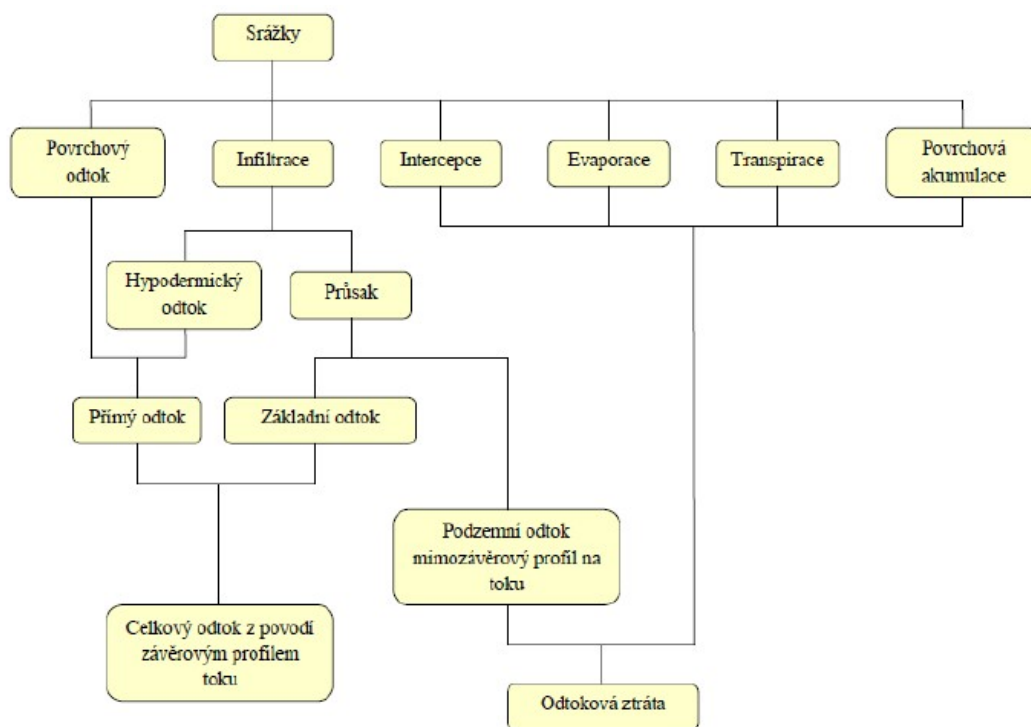 Srážky
Povrchový
odtok
Infiltrace
Intercepce
Evaporace
Transpirace
Povrchová
akumulace
Hypodermický
odtok
Průsak
Přímý odtok
Základní odtok
Podzemní odtok
mimozávěrový profil na
toku
Celkový odtok z povodí
závěrovým profilem
toku
Odtoková ztráta